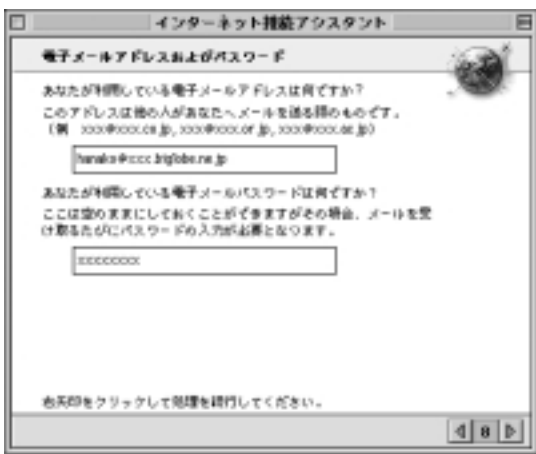 インターネット接続アシスタント
電子メールアドレスおよびパスワード
あなたが利用している電子メールアドレスは何ですか？
このアドレスは他の人があなたへメールを送る際のものです。
（例 xxx@xxx.co.jp, xxx@xxx.or.jp, xxx@xxx.ac.jp）
hanako@xxx.biglobe.ne.jp
あなたが利用している電子メールパスワードは何ですか？
ここは空のままにしておくことができますがその場合、メールを受
け取るたびにパスワードの入力が必要となります。
xxxxxxxx
右矢印をクリックして処理を続行してください。
8